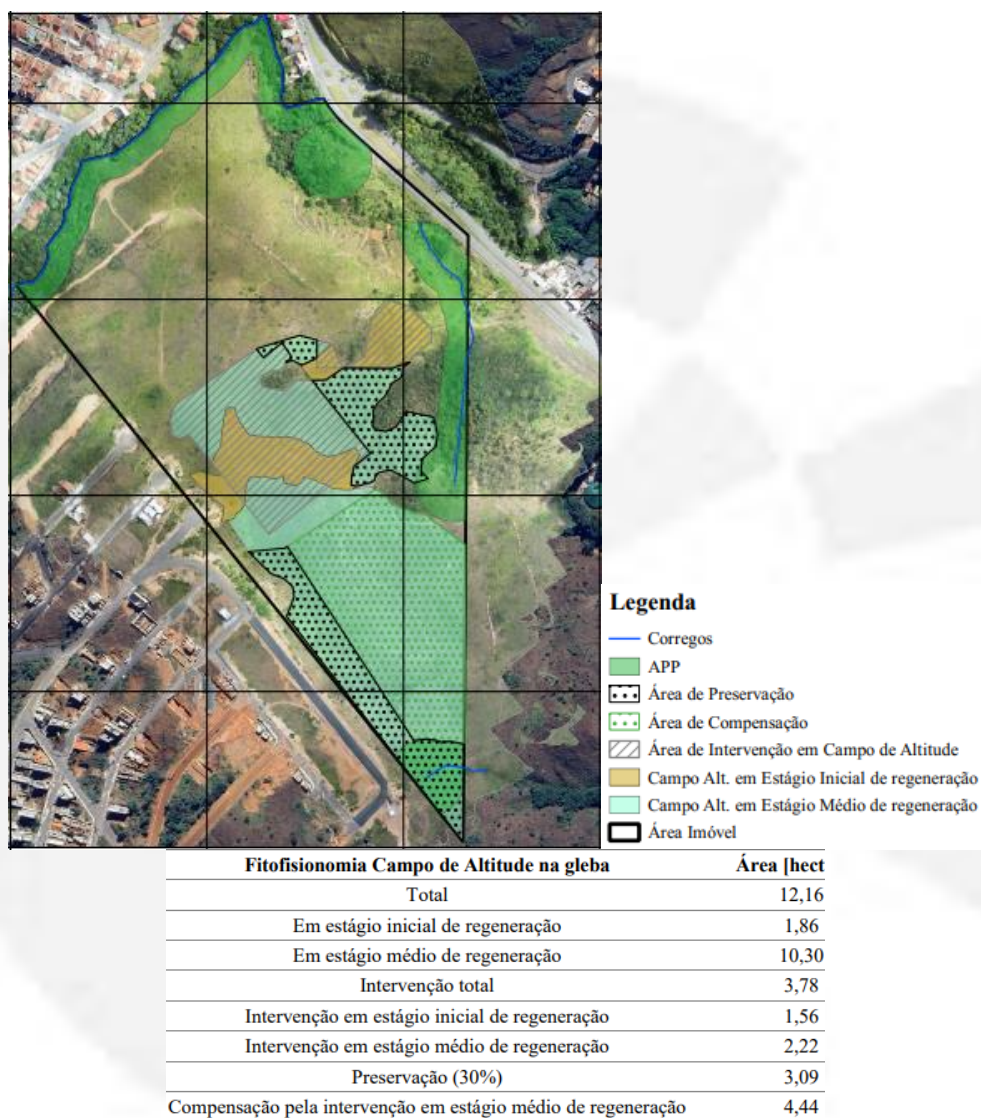 Legenda
Corregos
APP
Área de Preservação
Área de Compensação
Área de Intervenção em Campo de Altitude
Campo Alt. em Estágio Inicial de regeneração
Campo Alt. em Estágio Médio de regeneração
Área Imóvel
Fitofisionomia Campo de Altitude na gleba Área [hect
Total 12,16
Em estágio inicial de regeneração 1,86
Em estágio médio de regeneração 10,30
Intervenção total 3,78
Intervenção em estágio inicial de regeneração 1,56
Intervenção em estágio médio de regeneração 2,22
Preservação (30%) 3,09
Compensação pela intervenção em estágio médio de regeneração 4,44